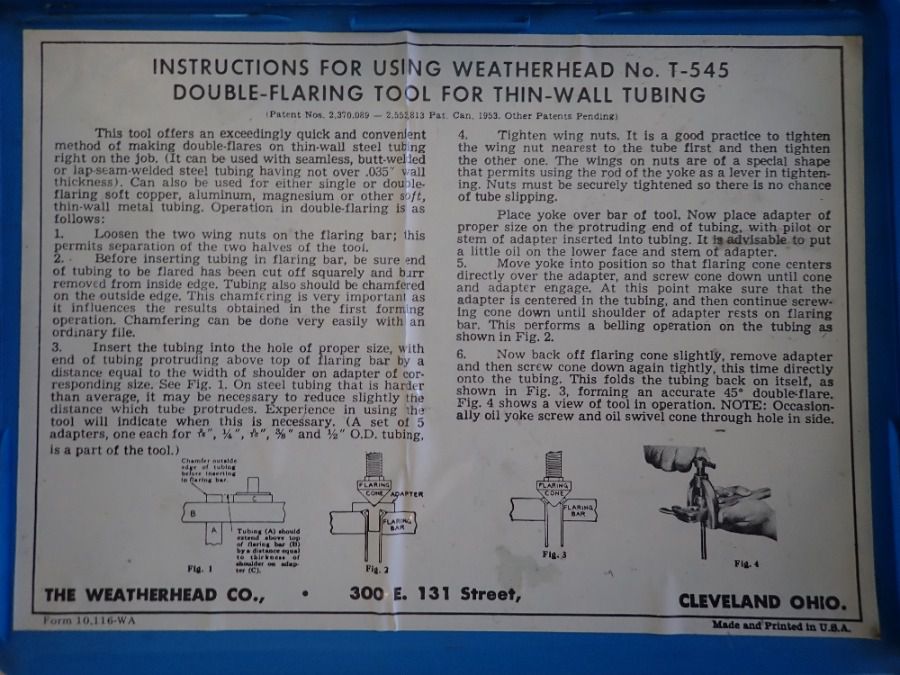 INSTRUCTIONS FOR USING WEATHERHEAD No. T-545
DOUBLE-FLARING TOOL FOR THIN-WALL TUBING
(Patent Nos. 2,370,089 — 2,553,813 Pat. Can. 1953. Other Patents Pending)
This tool offers an exceedingly quick and convenient
method of making double-flares on thin-wall steel tubing
right on the job. (It can be used with seamless, butt-welded
or lap-seam-welded steel tubing having not over .035" wall
thickness). Can also be used for either single or double-
flaring soft copper, aluminum, magnesium or other soft,
thin-wall metal tubing. Operation in double-flaring is as
follows:
1. Loosen the two wing nuts on the flaring bar; this
permits separation of the two halves of the tool.
2. Before inserting tubing in flaring bar, be sure end
of tubing to be flared has been cut off squarely and burr
removed from inside edge. Tubing also should be chamfered
on the outside edge. This chamfering is very important as
it influences the results obtained in the first forming
operation. Chamfering can be done very easily with an
ordinary file.
3. Insert the tubing into the hole of proper size, with
end of tubing protruding above top of flaring bar by a
distance equal to the width of shoulder on adapter of cor-
responding size. See Fig. 1. On steel tubing that is harder
than average, it may be necessary to reduce slightly the
distance which tube protrudes. Experience in using the
tool will indicate when this is necessary. (A set of 5
adapters, one each for 3/16", 1/4", 5/16", 3/8" and 1/2" O.D. tubing,
is a part of the tool.)
4. Tighten wing nuts. It is a good practice to tighten
the wing nut nearest to the tube first and then tighten
the other one. The wings on nuts are of a special shape
that permits using the rod of the yoke as a lever in tighten-
ing. Nuts must be securely tightened so there is no chance
of tube slipping.
Place yoke over bar of tool. Now place adapter of
proper size on the protruding end of tubing, with pilot or
stem of adapter inserted into tubing. It is advisable to put
a little oil on the lower face and stem of adapter.
5. Move yoke into position so that flaring cone centers
directly over the adapter, and screw cone down until cone
and adapter engage. At this point make sure that the
adapter is centered in the tubing, and then continue screw-
ing cone down until shoulder of adapter rests on flaring
bar. This performs a belling operation on the tubing as
shown in Fig. 2.
6. Now back off flaring cone slightly, remove adapter
and then screw cone down again tightly, this time directly
onto the tubing. This folds the tubing back on itself, as
shown in Fig. 3, forming an accurate 45° double-flare.
Fig. 4 shows a view of tool in operation. NOTE: Occasion-
ally oil yoke screw and oil swivel cone through hole in side.
Chamfer outside
edge of tubing
before inserting
in flaring bar.
C
B
A
Tubing (A) should
extend above top
of flaring bar (B)
by a distance equal
to thickness of
shoulder on adap-
ter (C).
Fig. 1
FLARING
CONE
ADAPTER
FLARING
BAR
Fig. 2
FLARING
CONE
FLARING
BAR
Fig. 3
Fig. 4
THE WEATHERHEAD CO., • 300 E. 131 Street, CLEVELAND OHIO.
Form 10,116-WA
Made and Printed in U.S.A.